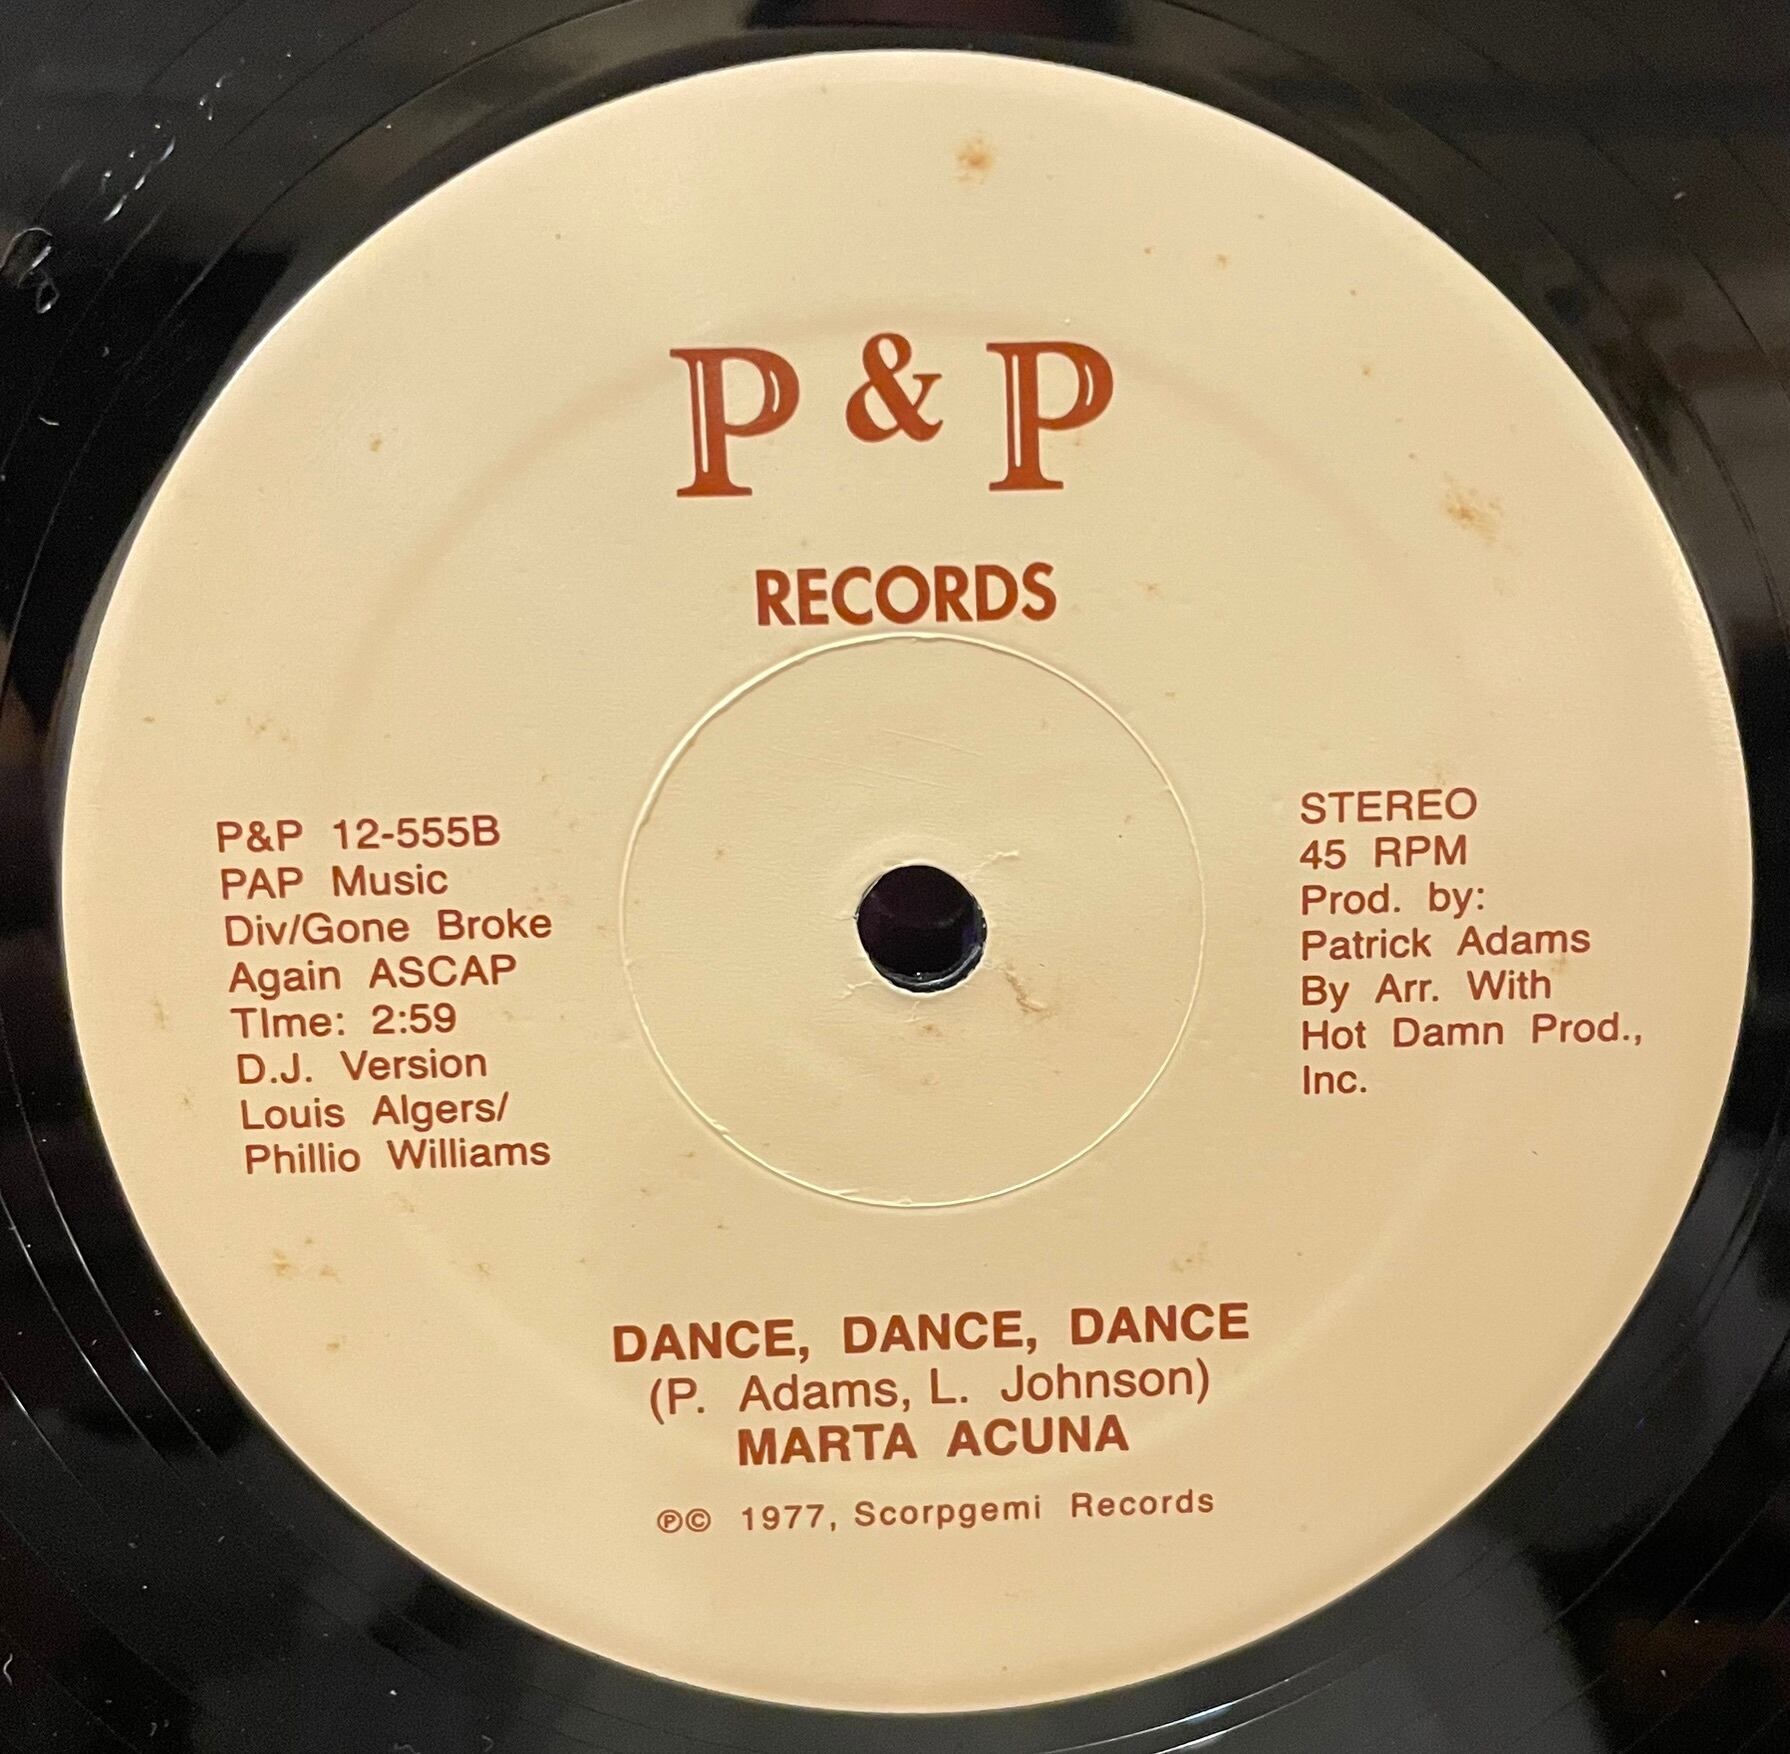 P & P
RECORDS
P&P 12-555B
PAP Music
Div/Gone Broke
Again ASCAP
TIme: 2:59
D.J. Version
Louis Algers/
Phillio Williams
STEREO
45 RPM
Prod. by:
Patrick Adams
By Arr. With
Hot Damn Prod.,
Inc.
DANCE, DANCE, DANCE
(P. Adams, L. Johnson)
MARTA ACUNA
℗© 1977, Scorpgemi Records